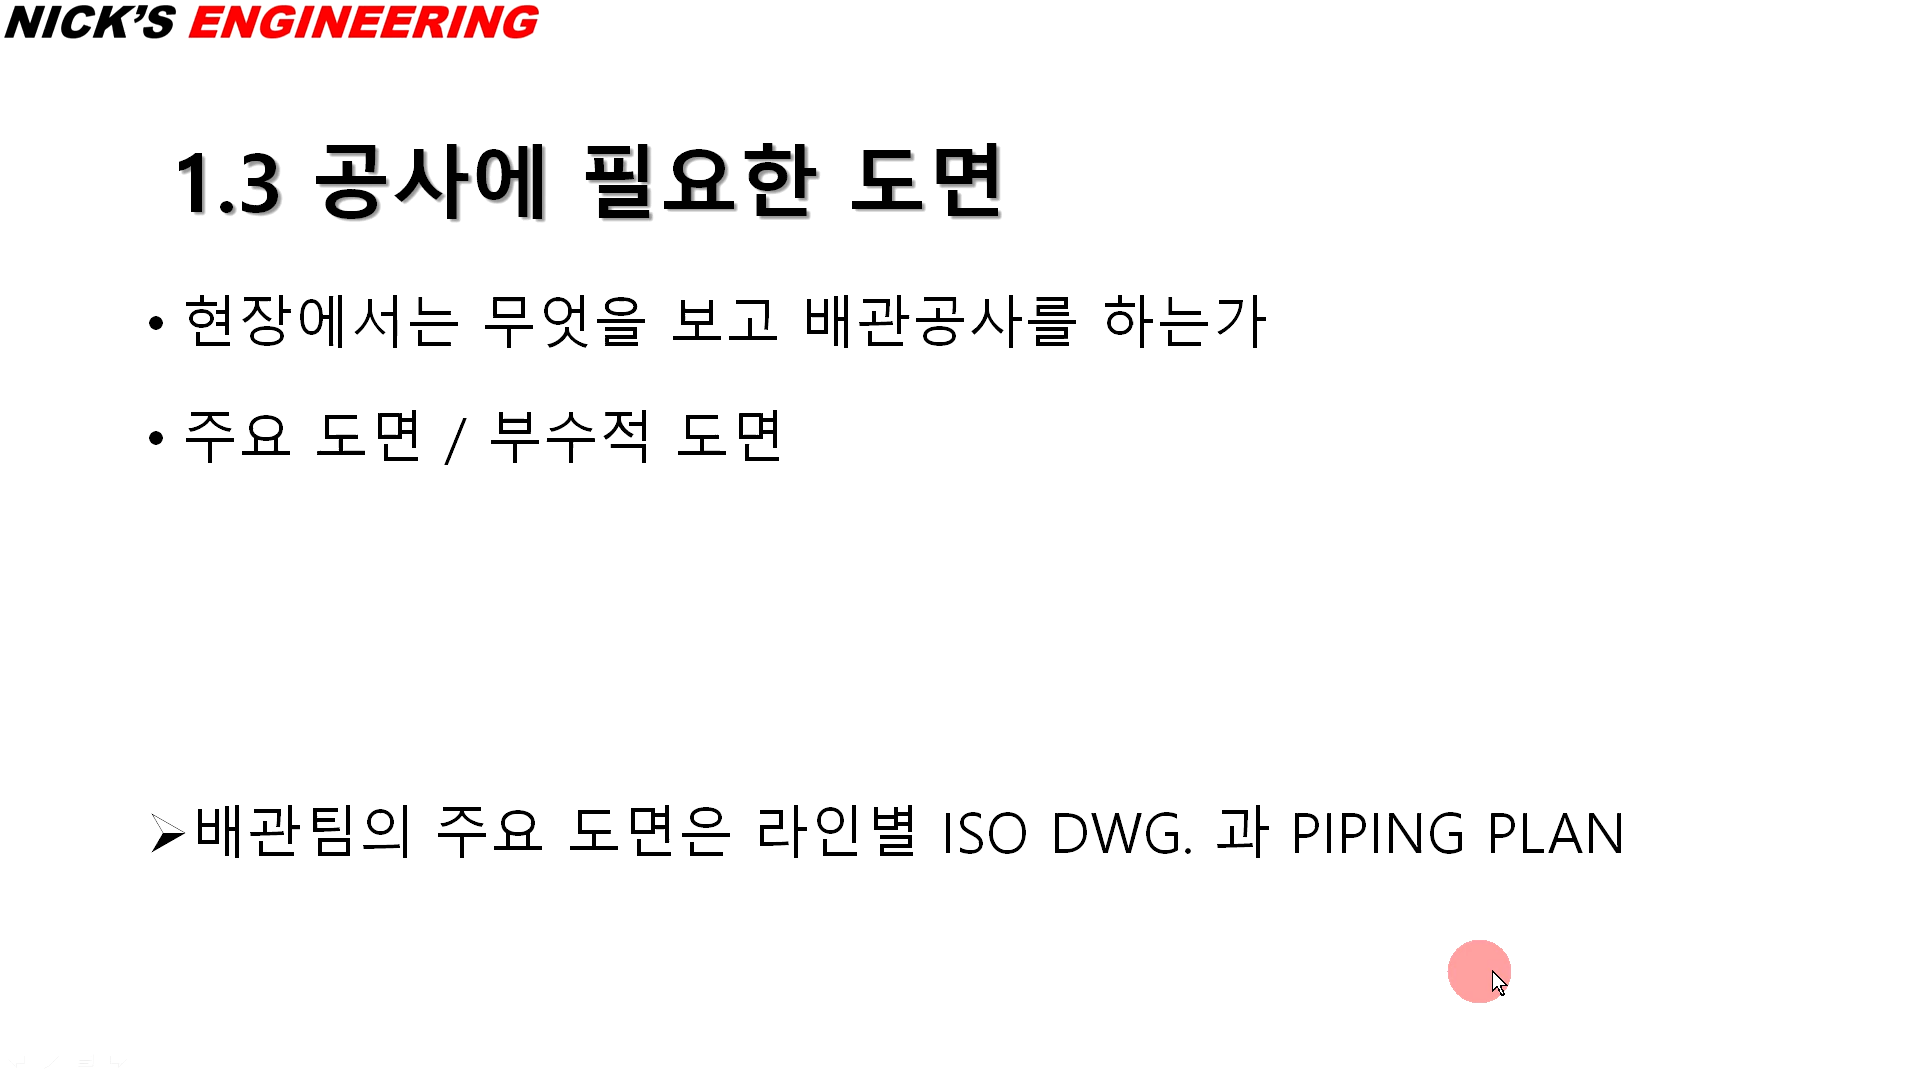 NICK'S ENGINEERING
1.3 공사에 필요한 도면
• 현장에서는 무엇을 보고 배관공사를 하는가
• 주요 도면 / 부수적 도면
➢배관팀의 주요 도면은 라인별 ISO DWG. 과 PIPING PLAN